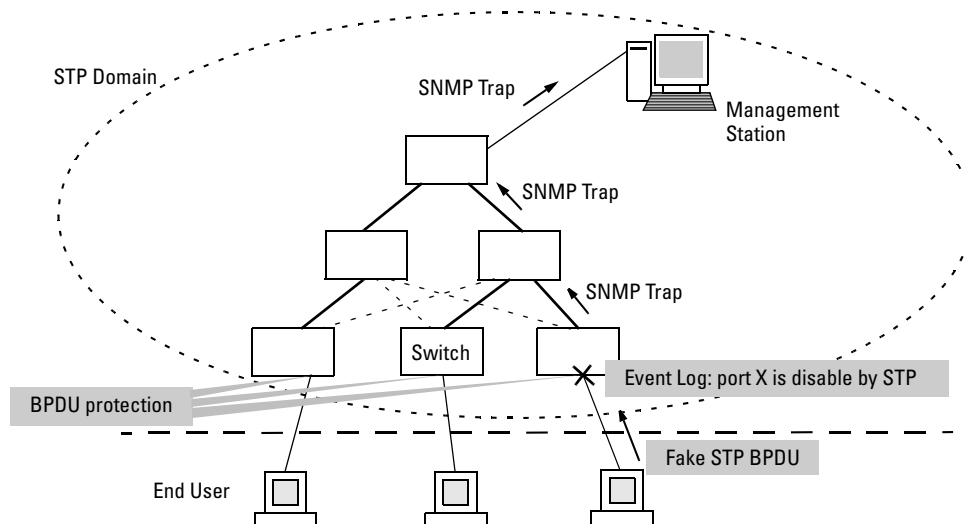 STP Domain
SNMP Trap
Management
Station
SNMP Trap
SNMP Trap
Switch
Event Log: port X is disable by STP
BPDU protection
Fake STP BPDU
End User